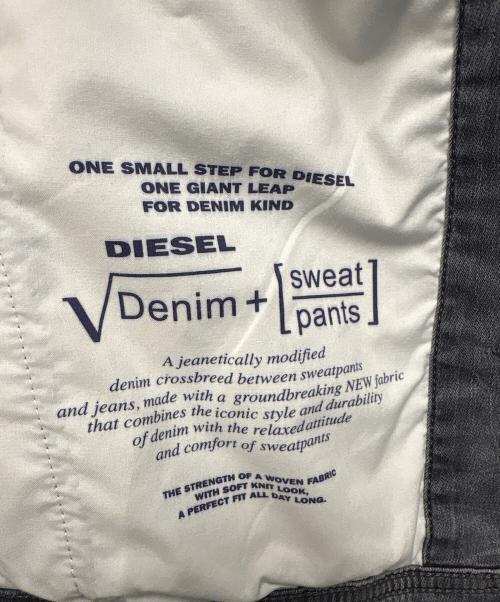 ONE SMALL STEP FOR DIESEL
ONE GIANT LEAP
FOR DENIM KIND
DIESEL
√Denim + [sweat
pants]
A jeanetically modified
denim crossbreed between sweatpants
and jeans, made with a groundbreaking NEW fabric
that combines the iconic style and durability
of denim with the relaxed attitude
and comfort of sweatpants
THE STRENGTH OF A WOVEN FABRIC
WITH SOFT KNIT LOOK,
A PERFECT FIT ALL DAY LONG.